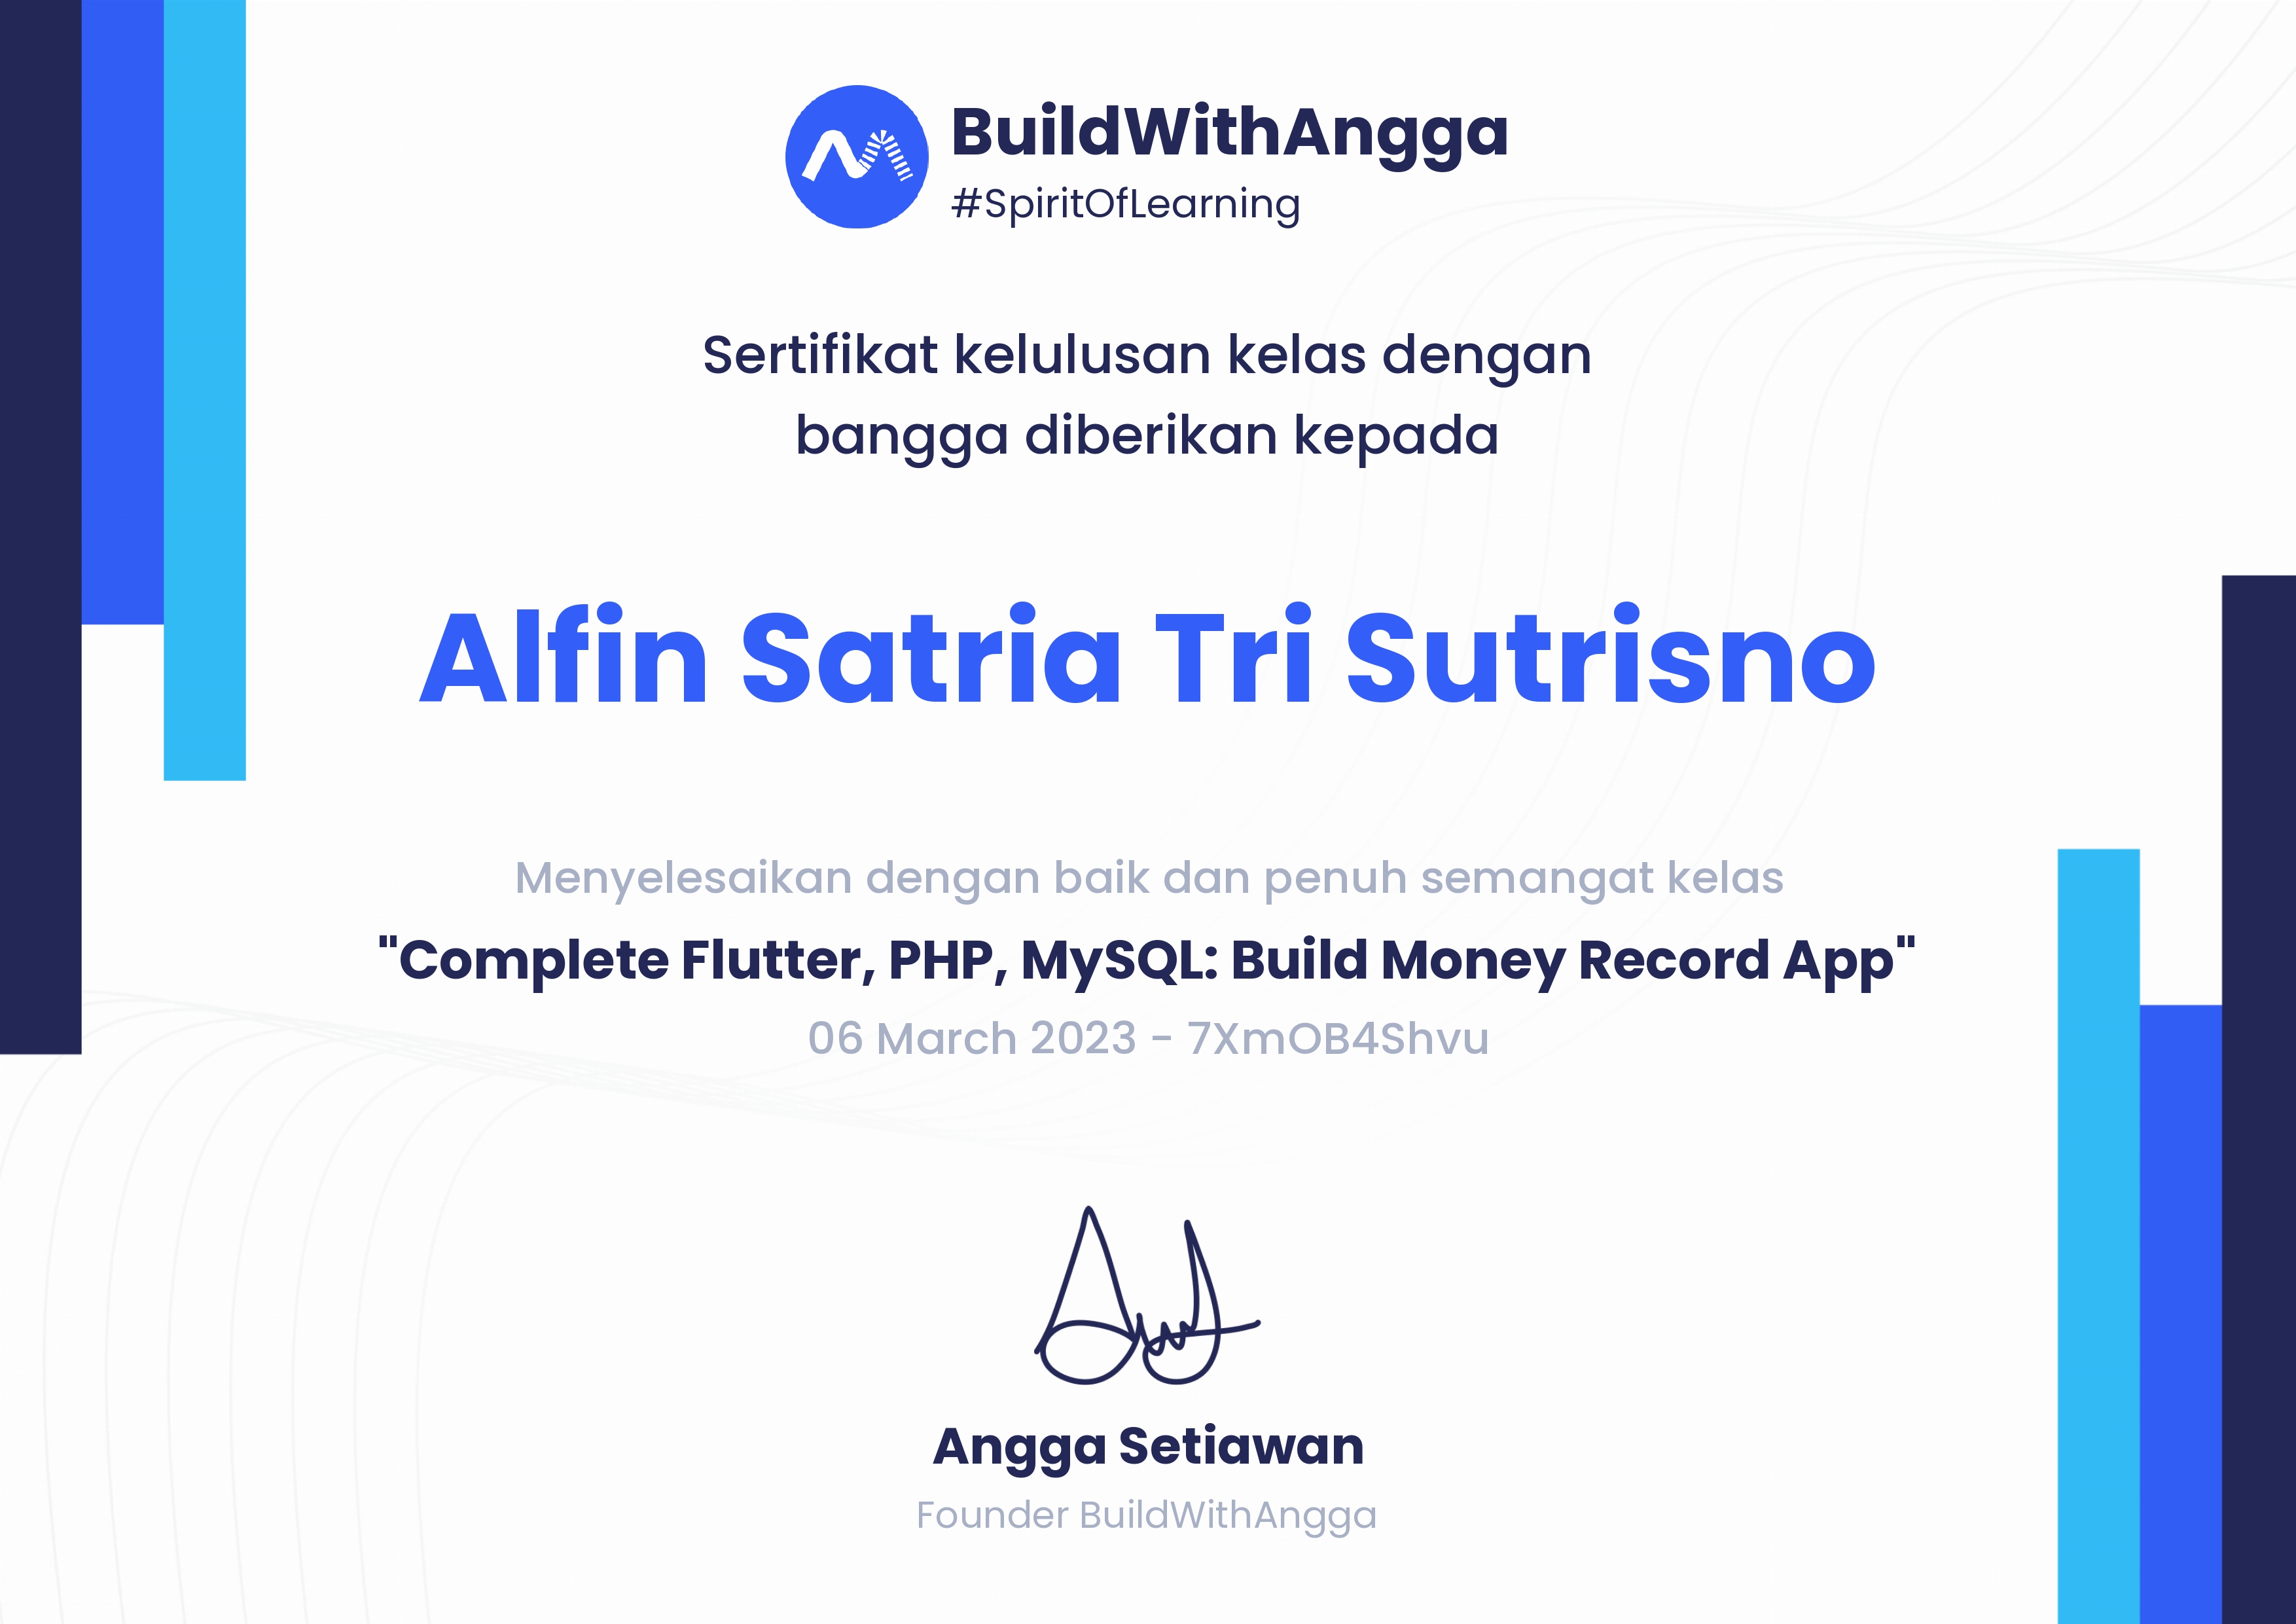 BuildWithAngga
#SpiritOfLearning
Sertifikat kelulusan kelas dengan
bangga diberikan kepada
Alfin Satria Tri Sutrisno
Menyelesaikan dengan baik dan penuh semangat kelas
"Complete Flutter, PHP, MySQL: Build Money Record App"
06 March 2023 - 7XmOB4Shvu
Angga Setiawan
Founder BuildWithAngga